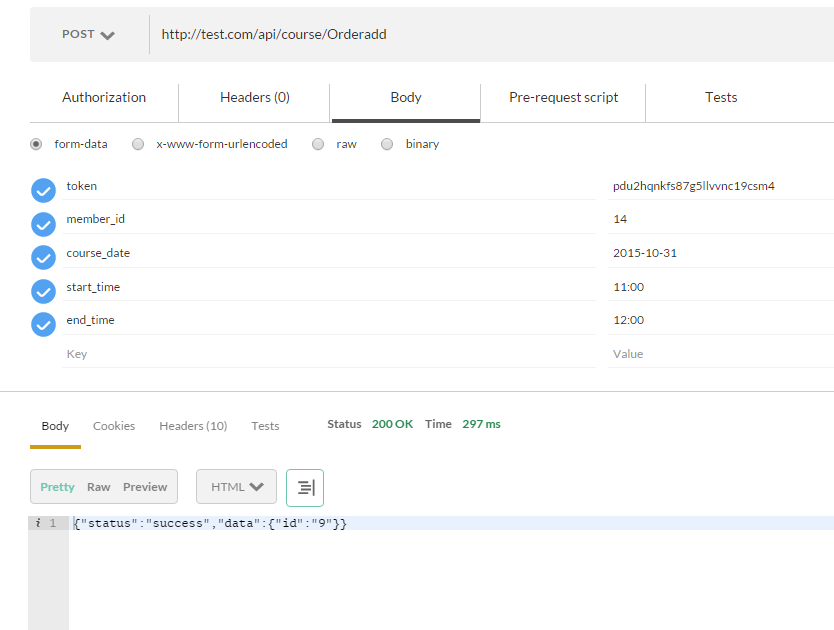 POST http://test.com/api/course/Orderadd
Authorization Headers (0) Body Pre-request script Tests
form-data x-www-form-urlencoded raw binary
token pdu2hqnkfs87g5llvvnc19csm4
member_id 14
course_date 2015-10-31
start_time 11:00
end_time 12:00
Key Value
Body Cookies Headers (10) Tests Status 200 OK Time 297 ms
Pretty Raw Preview HTML
i 1 {"status":"success","data":{"id":"9"}}